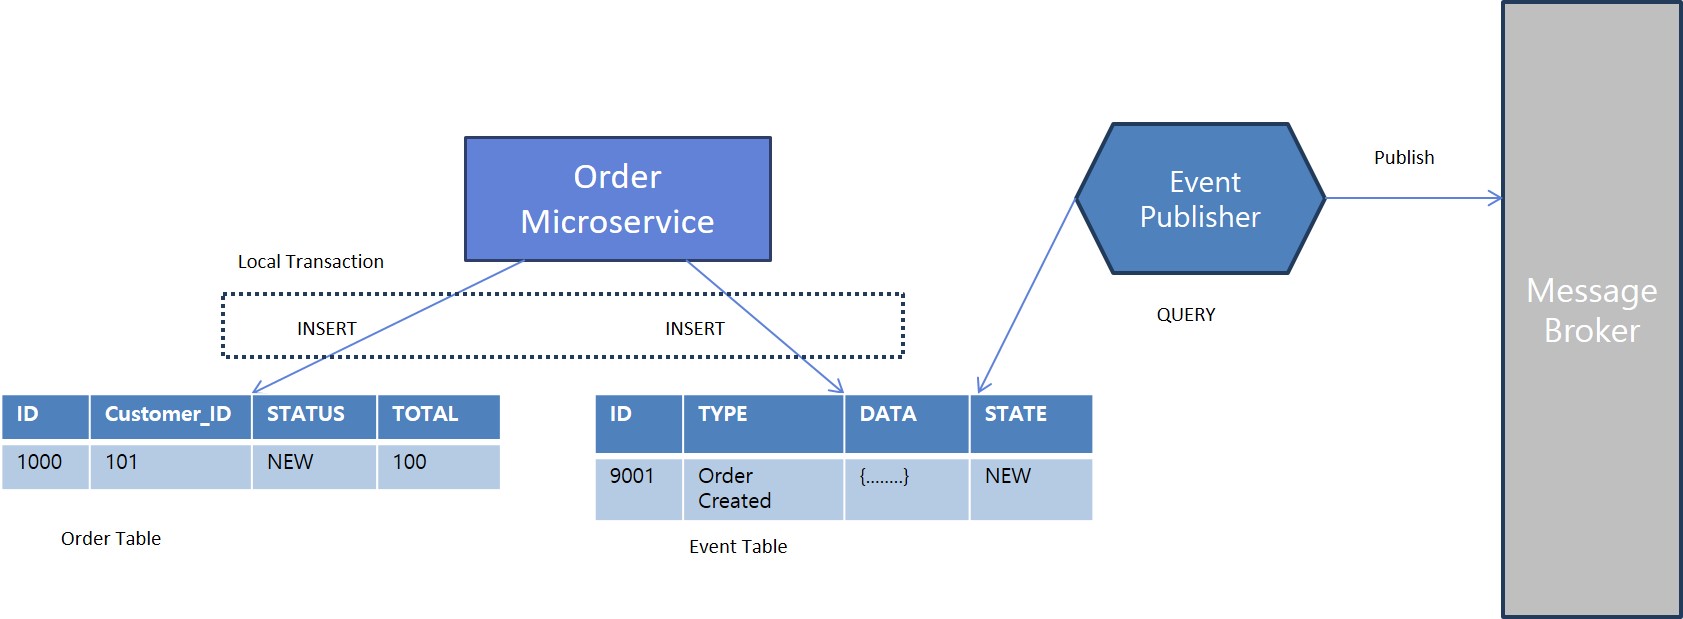 Order
Microservice
Event
Publisher
Publish
Message
Broker
Local Transaction
INSERT
INSERT
QUERY
ID Customer_ID STATUS TOTAL
1000 101 NEW 100
Order Table
ID TYPE DATA STATE
9001 Order Created {........} NEW
Event Table